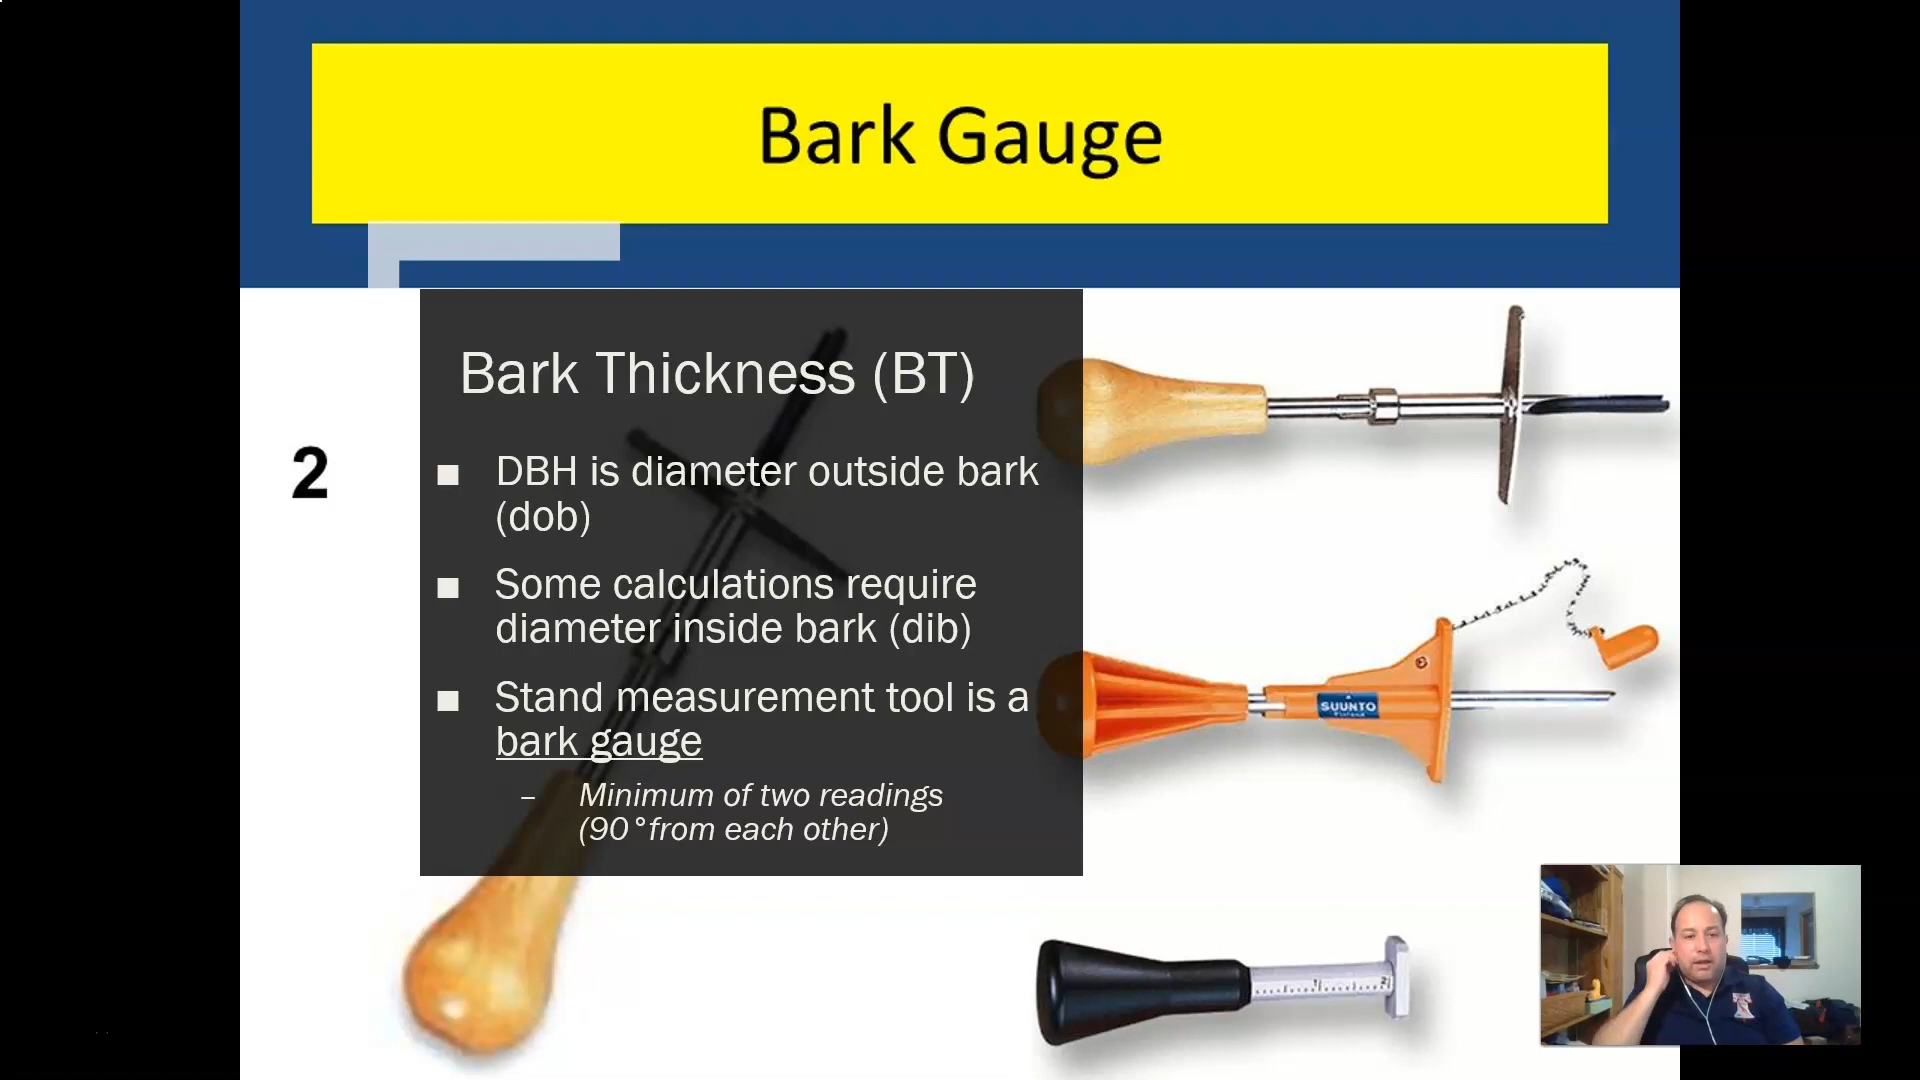 Bark Gauge
2
Bark Thickness (BT)
■ DBH is diameter outside bark
(dob)
■ Some calculations require
diameter inside bark (dib)
■ Stand measurement tool is a
bark gauge
– Minimum of two readings
(90°from each other)
SUUNTO